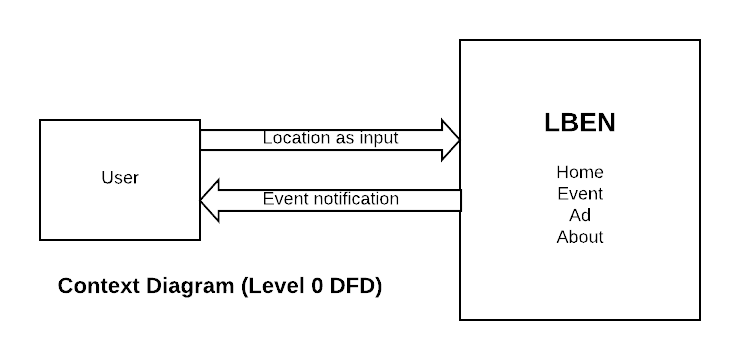 LBEN
Location as input
User
Home
Event
Ad
About
Event notification
Context Diagram (Level 0 DFD)